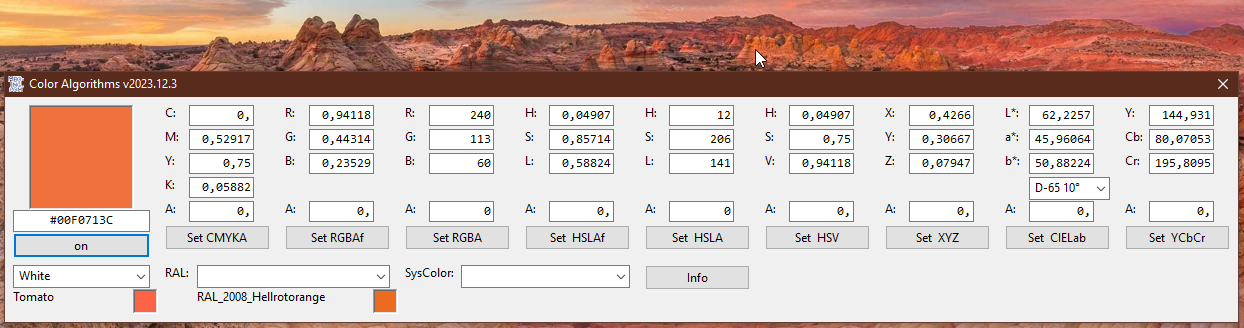 Color Algorithms v2023.12.3
C: 0, R: 0,94118 R: 240 H: 0,04907 H: 12 H: 0,04907 X: 0,4266 L*: 62,2257 Y: 144,931
M: 0,52917 G: 0,44314 G: 113 S: 0,85714 S: 206 S: 0,75 Y: 0,30667 a*: 45,96064 Cb: 80,07053
Y: 0,75 B: 0,23529 B: 60 L: 0,58824 L: 141 V: 0,94118 Z: 0,07947 b*: 50,88224 Cr: 195,8095
K: 0,05882 D-65 10°
#00F0713C A: 0, A: 0, A: 0 A: 0, A: 0 A: 0, A: 0, A: 0, A: 0,
on Set CMYKA Set RGBAf Set RGBA Set HSLAf Set HSLA Set HSV Set XYZ Set CIELab Set YCbCr
White RAL: SysColor: Info
Tomato RAL_2008_Hellrotorange